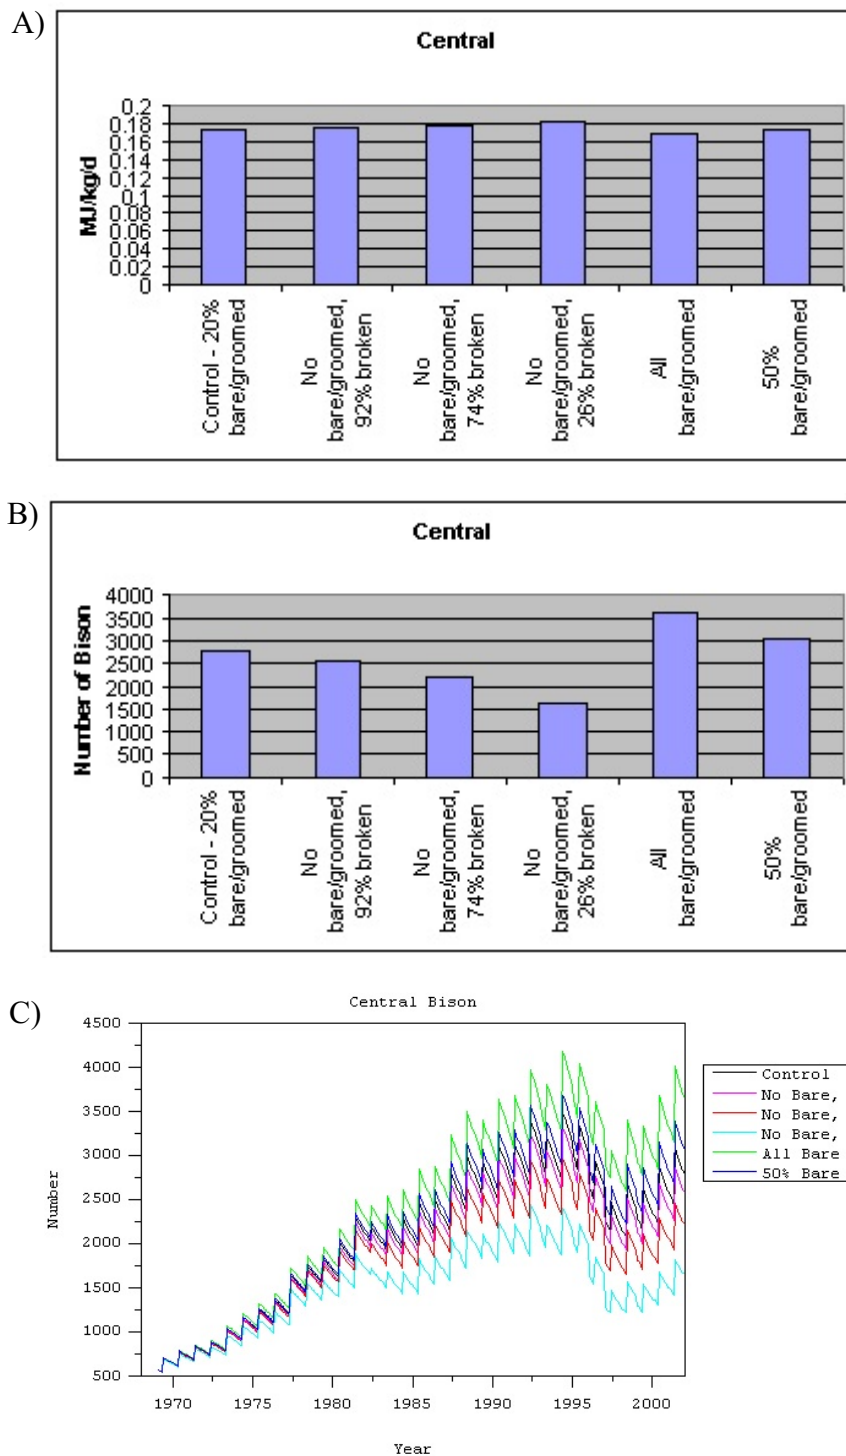 A)
Central
MJ/kg/d
0.2
0.18
0.16
0.14
0.12
0.1
0.08
0.06
0.04
0.02
0
Control - 20%
bare/groomed
No
bare/groomed,
92% broken
No
bare/groomed,
74% broken
No
bare/groomed,
26% broken
All
bare/groomed
50%
bare/groomed
B)
Central
Number of Bison
4000
3500
3000
2500
2000
1500
1000
500
0
Control - 20%
bare/groomed
No
bare/groomed,
92% broken
No
bare/groomed,
74% broken
No
bare/groomed,
26% broken
All
bare/groomed
50%
bare/groomed
C)
Central Bison
Number
4500
4000
3500
3000
2500
2000
1500
1000
500
1970 1975 1980 1985 1990 1995 2000
Year
Control
No Bare,
No Bare,
No Bare,
All Bare
50% Bare